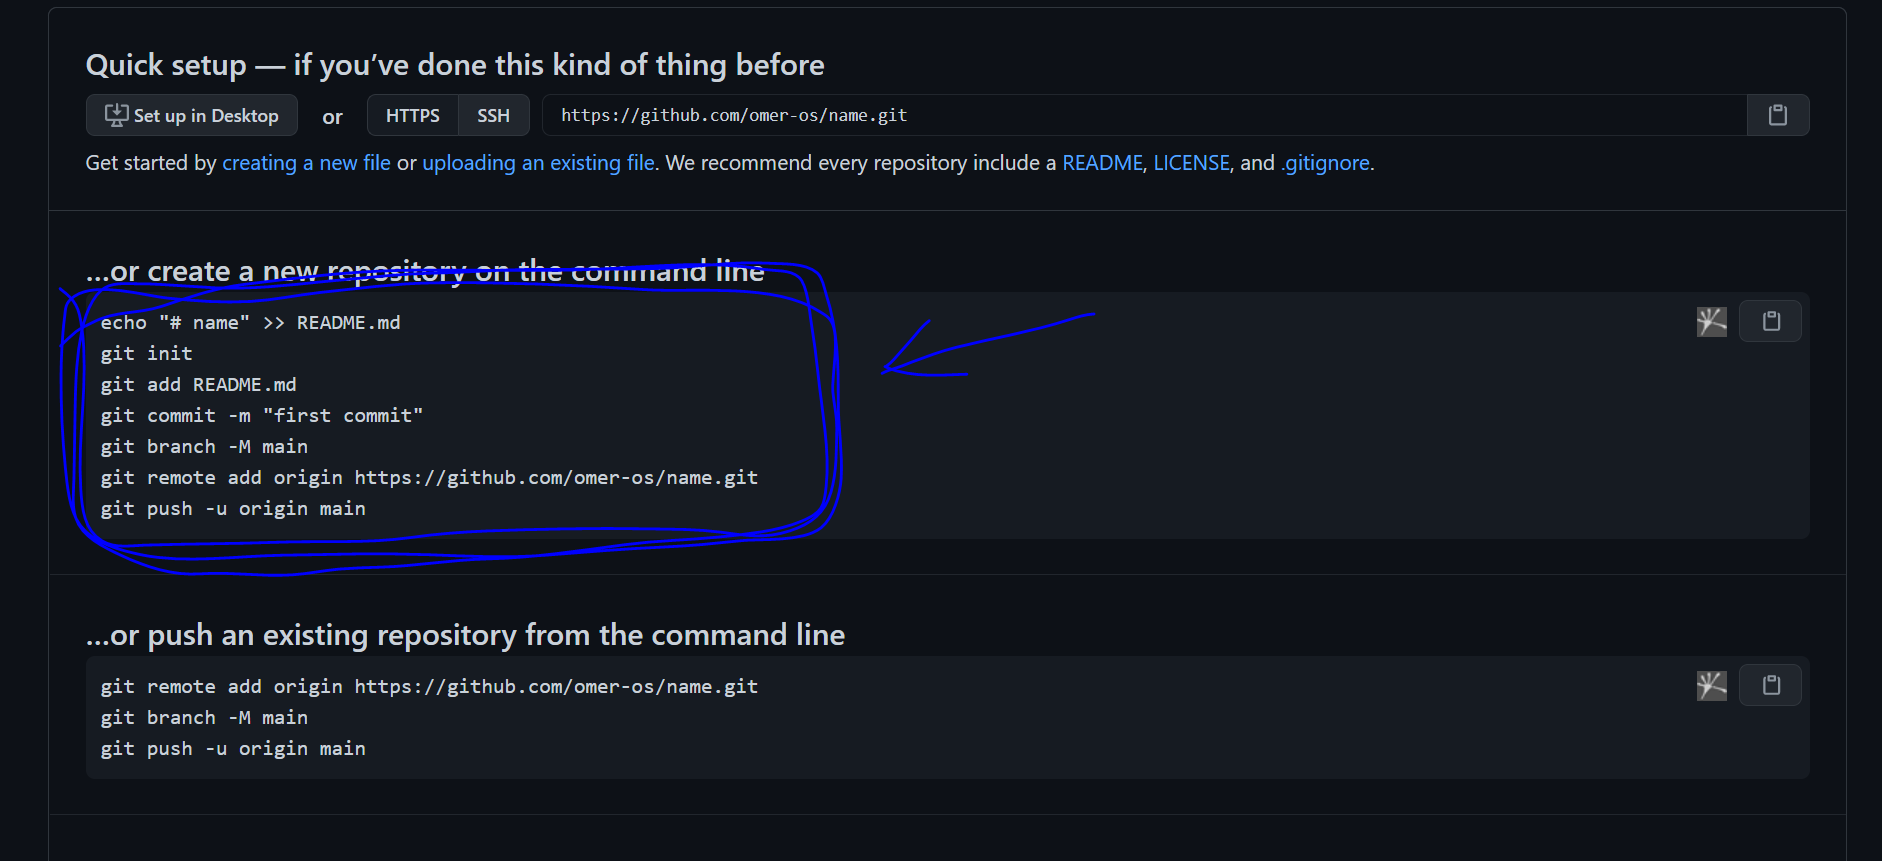 Quick setup — if you’ve done this kind of thing before
Set up in Desktop or HTTPS SSH https://github.com/omer-os/name.git
Get started by creating a new file or uploading an existing file. We recommend every repository include a README, LICENSE, and .gitignore.
…or create a new repository on the command line
echo "# name" >> README.md
git init
git add README.md
git commit -m "first commit"
git branch -M main
git remote add origin https://github.com/omer-os/name.git
git push -u origin main
…or push an existing repository from the command line
git remote add origin https://github.com/omer-os/name.git
git branch -M main
git push -u origin main